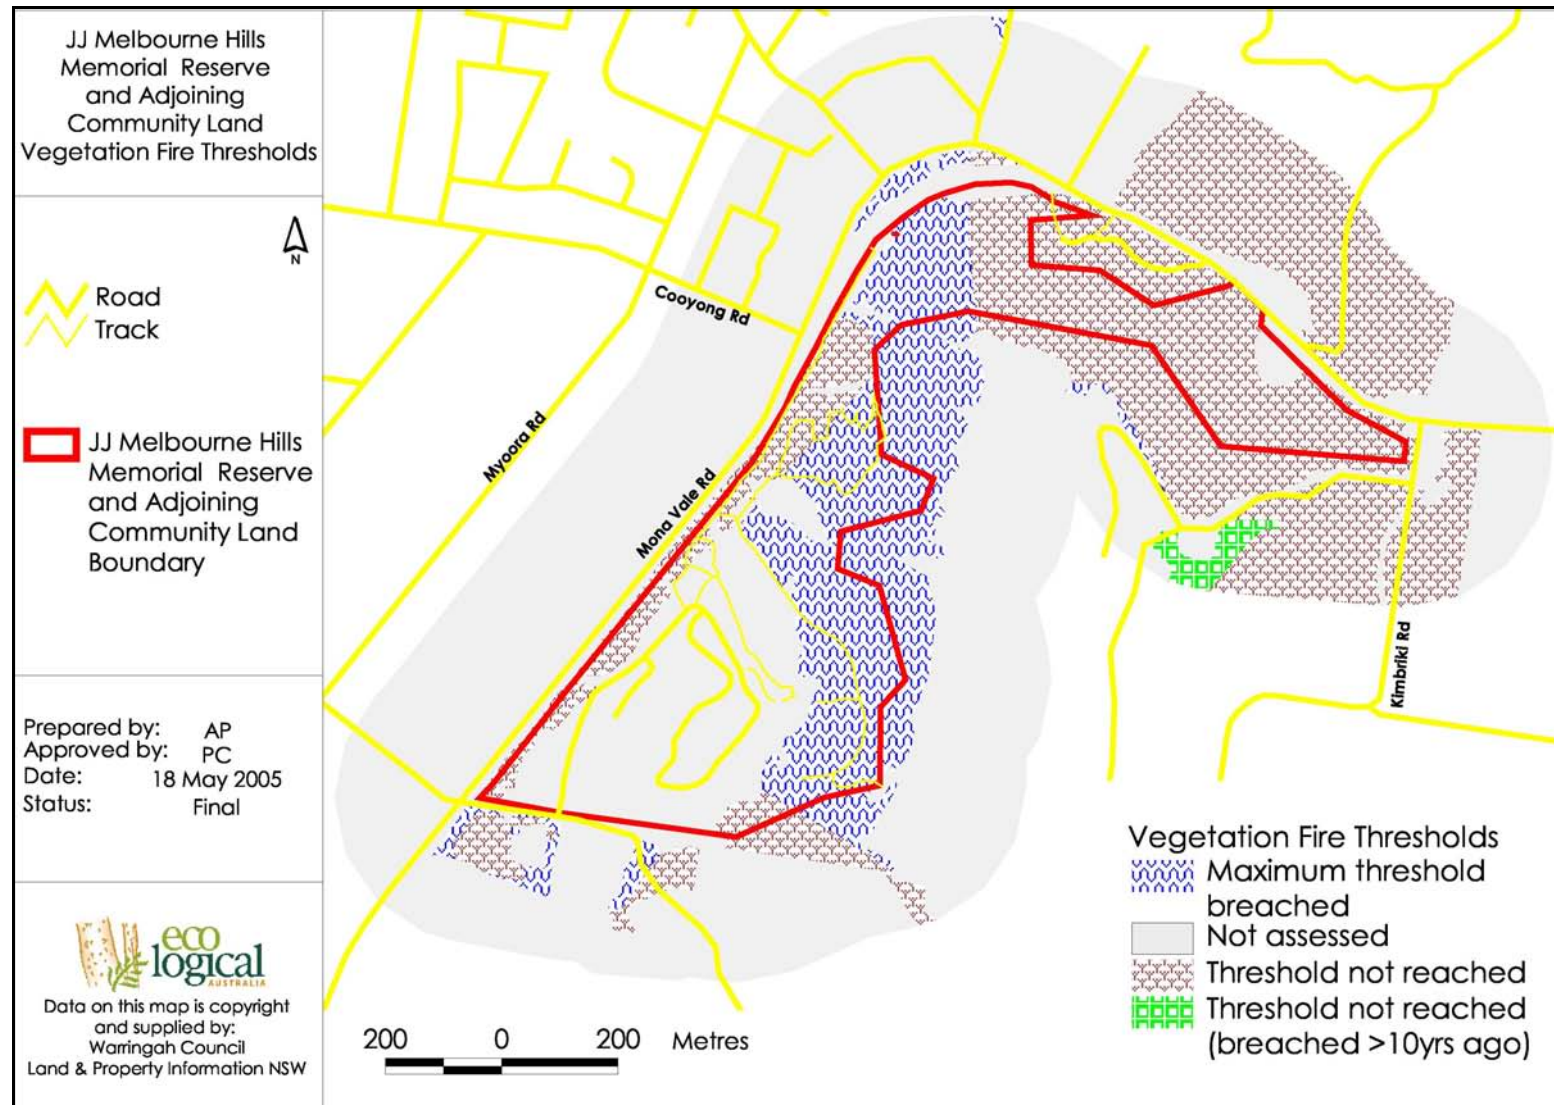 JJ Melbourne Hills
Memorial Reserve
and Adjoining
Community Land
Vegetation Fire Thresholds
N
Road
Track
JJ Melbourne Hills
Memorial Reserve
and Adjoining
Community Land
Boundary
Prepared by: AP
Approved by: PC
Date: 18 May 2005
Status: Final
eco
logical
AUSTRALIA
Data on this map is copyright
and supplied by:
Warringah Council
Land & Property Information NSW
Cooyong Rd
Myoora Rd
Mona Vale Rd
Kimbriki Rd
200 0 200 Metres
Vegetation Fire Thresholds
Maximum threshold
breached
Not assessed
Threshold not reached
Threshold not reached
(breached >10yrs ago)